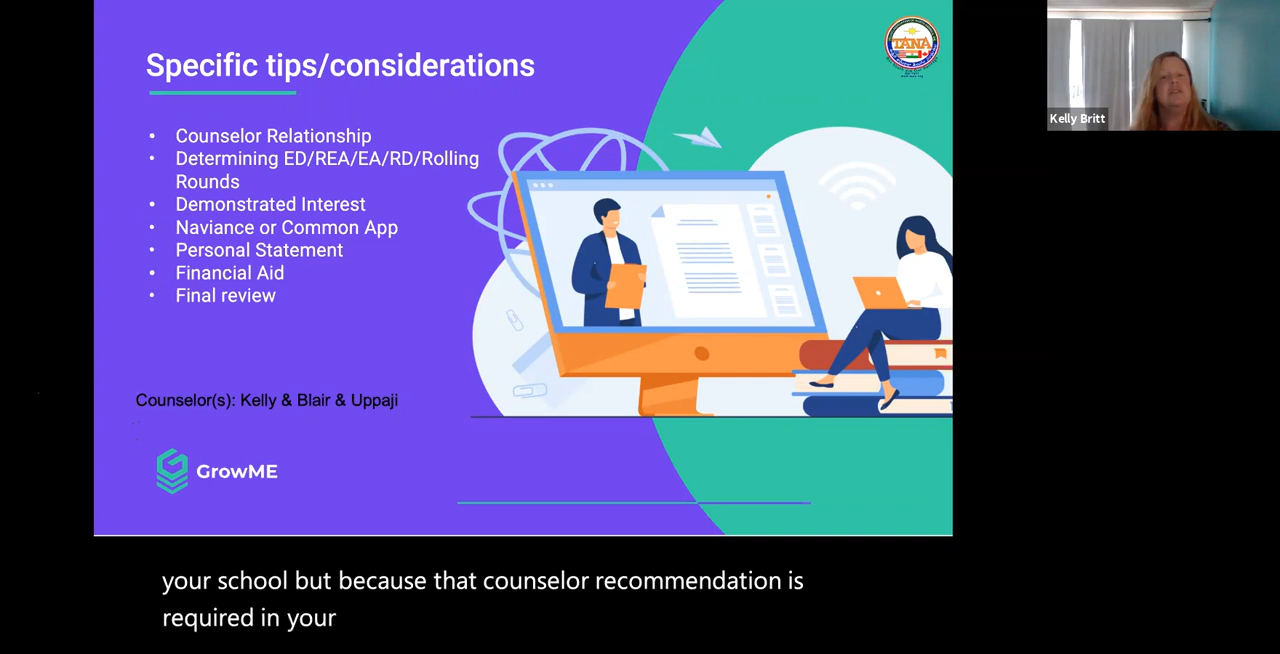 Specific tips/considerations
TANA
Kelly Britt
• Counselor Relationship
• Determining ED/REA/EA/RD/Rolling
Rounds
• Demonstrated Interest
• Naviance or Common App
• Personal Statement
• Financial Aid
• Final review
Counselor(s): Kelly & Blair & Uppaji
GrowME
your school but because that counselor recommendation is
required in your